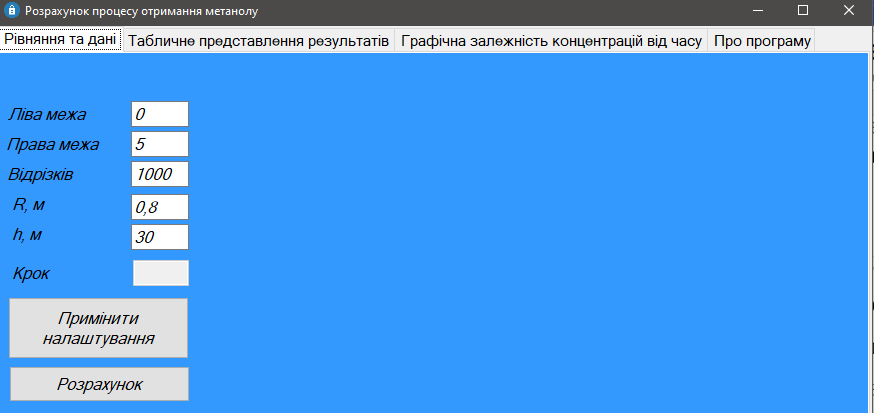 Розрахунок процесу отримання метанолу
Рівняння та дані Табличне представлення результатів Графічна залежність концентрацій від часу Про програму
Ліва межа 0
Права межа 5
Відрізків 1000
R, м 0,8
h, м 30
Крок
Примінити
налаштування
Розрахунок